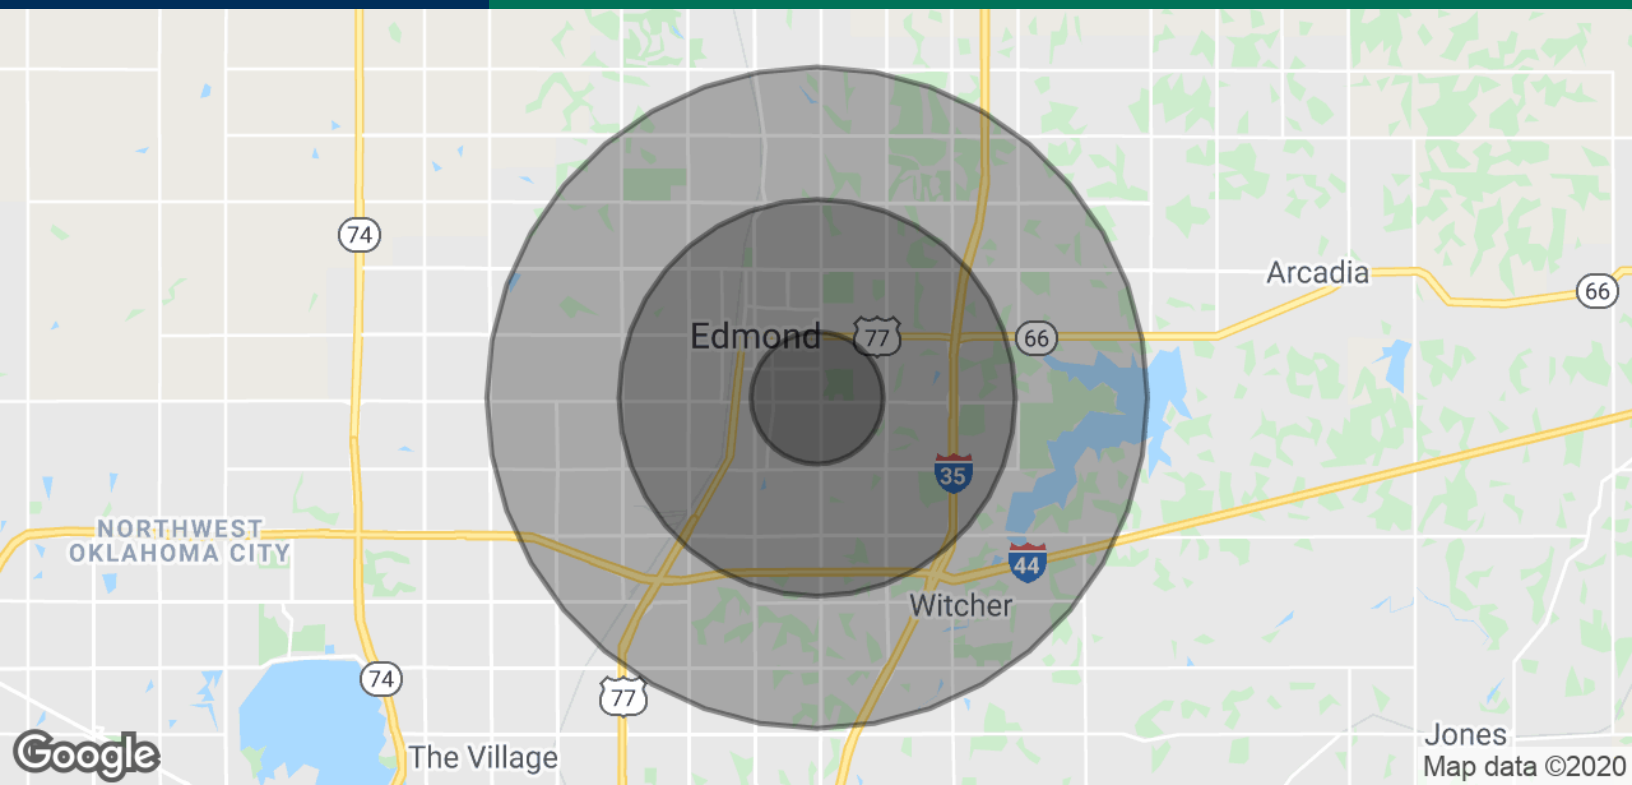 74
Arcadia
66
Edmond
77
66
35
NORTHWEST
OKLAHOMA CITY
44
Witcher
74
77
Jones
Google
The Village
Map data ©2020